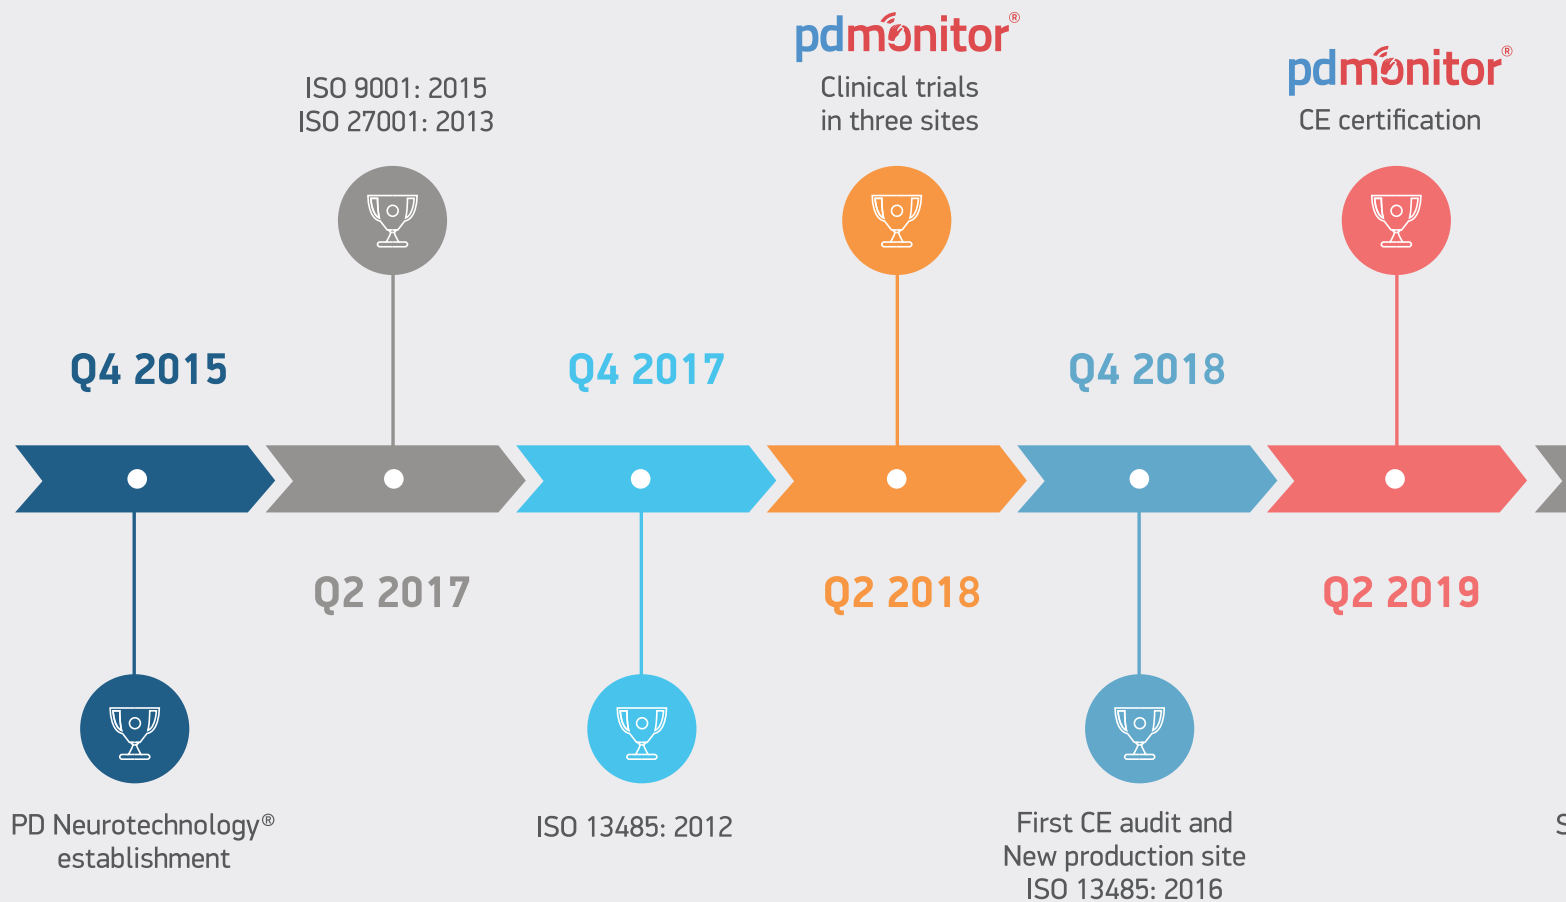 pdmonitor®
Clinical trials
in three sites
pdmonitor®
CE certification
ISO 9001: 2015
ISO 27001: 2013
Q4 2015
Q4 2017
Q4 2018
Q2 2017
Q2 2018
Q2 2019
PD Neurotechnology®
establishment
ISO 13485: 2012
First CE audit and
New production site
ISO 13485: 2016
S